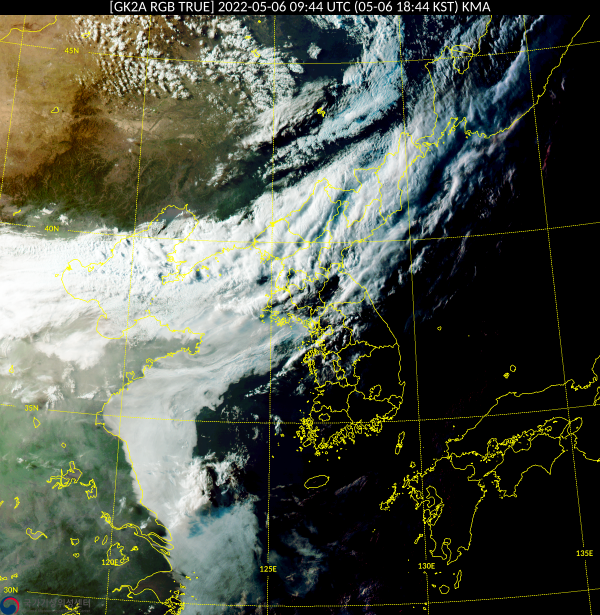 [GK2A RGB TRUE] 2022-05-06 09:44 UTC (05-06 18:44 KST) KMA
45N
40N
35N
120E
125E
130E
135E
30N